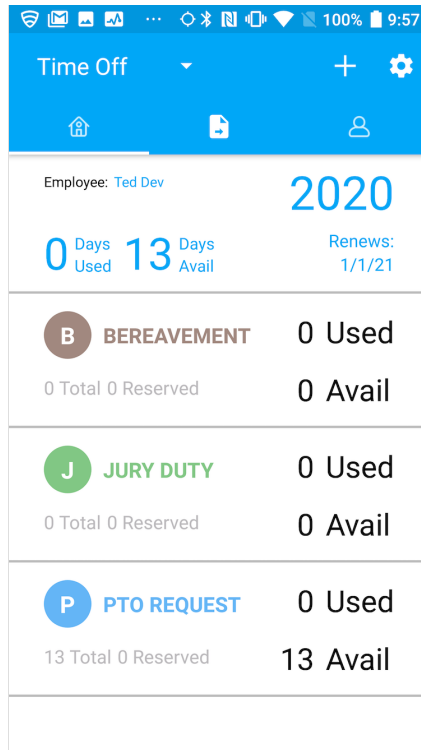 100% 9:57
Time Off
Employee: Ted Dev
2020
0 Days Used 13 Days Avail
Renews:
1/1/21
B BEREAVEMENT 0 Used
0 Total 0 Reserved 0 Avail
J JURY DUTY 0 Used
0 Total 0 Reserved 0 Avail
P PTO REQUEST 0 Used
13 Total 0 Reserved 13 Avail